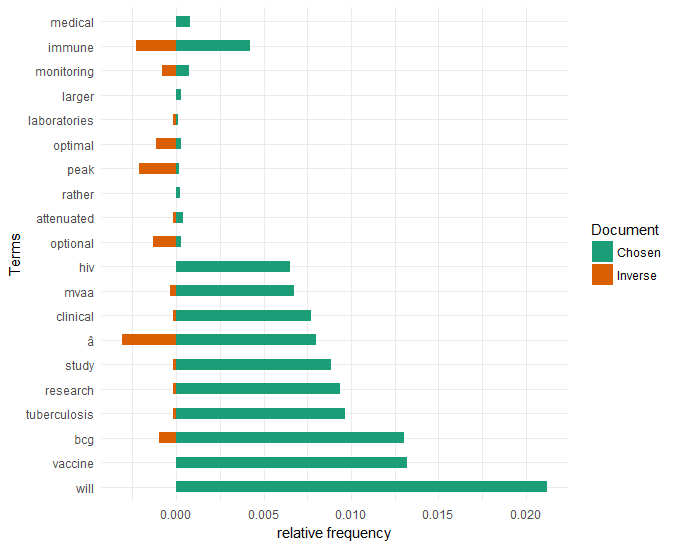 medical
immune
monitoring
larger
laboratories
optimal
peak
rather
attenuated
optional
hiv
mvaa
clinical
â
study
research
tuberculosis
bcg
vaccine
will
Terms
0.000 0.005 0.010 0.015 0.020
relative frequency
Document
Chosen
Inverse